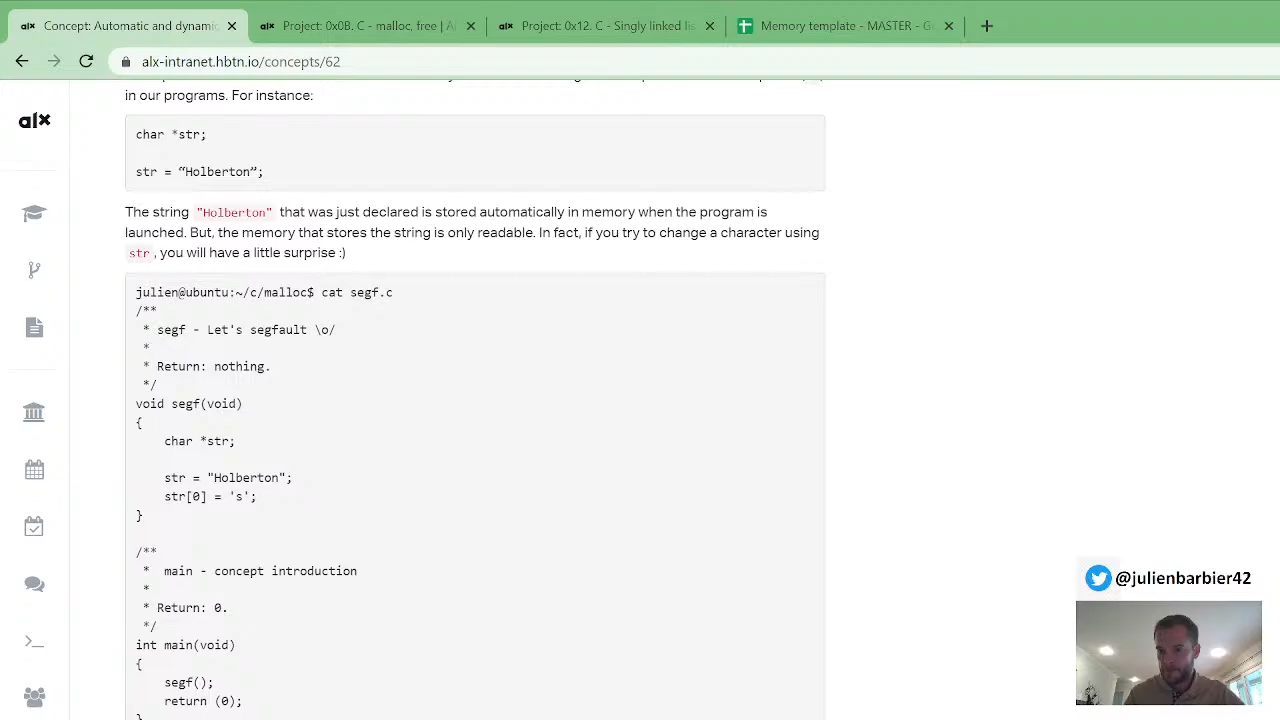 Concept: Automatic and dynamic
Project: 0x0B. C - malloc, free | A
Project: 0x12. C - Singly linked lis
Memory template - MASTER - G
alx-intranet.hbtn.io/concepts/62
alx
in our programs. For instance:
char *str;
str = “Holberton”;
The string "Holberton" that was just declared is stored automatically in memory when the program is
launched. But, the memory that stores the string is only readable. In fact, if you try to change a character using
str, you will have a little surprise :)
julien@ubuntu:~/c/malloc$ cat segf.c
/**
 * segf - Let's segfault \o/
 *
 * Return: nothing.
 */
void segf(void)
{
    char *str;
    str = "Holberton";
    str[0] = 's';
}
/**
 *  main - concept introduction
 *
 * Return: 0.
 */
int main(void)
{
    segf();
    return (0);
}
@julienbarbier42